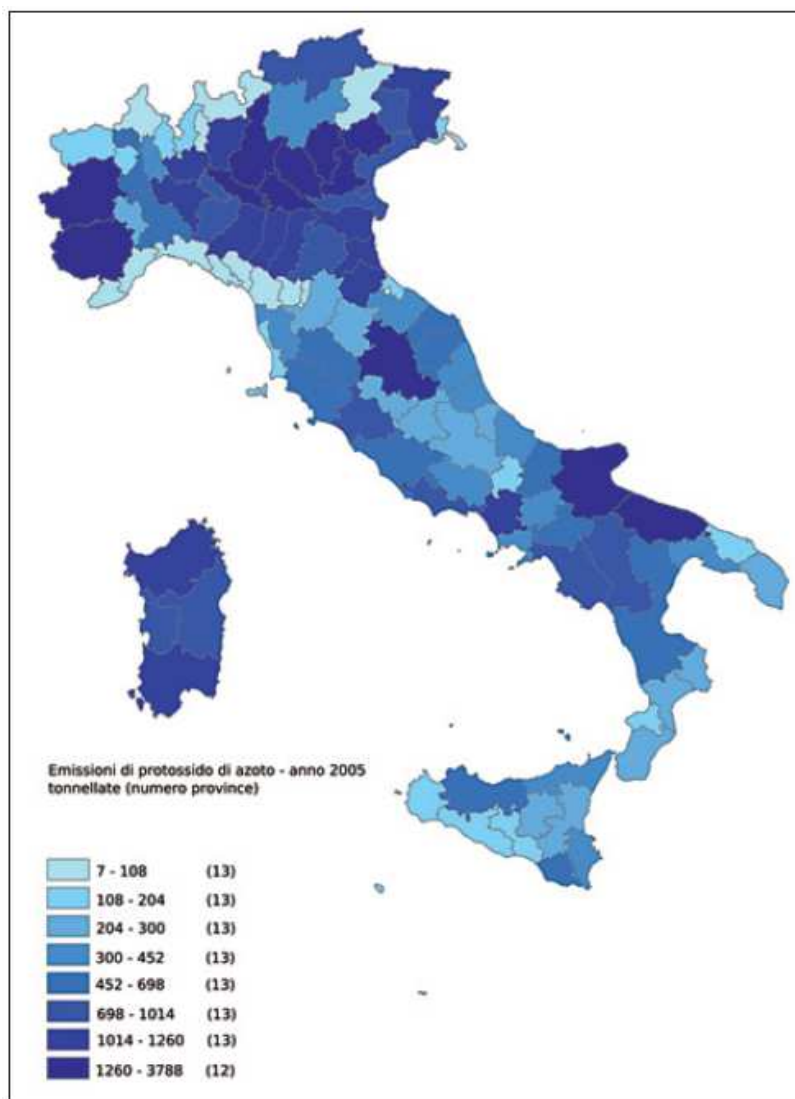 Emissioni di protossido di azoto - anno 2005
tonnellate (numero province)
7 - 108 (13)
108 - 204 (13)
204 - 300 (13)
300 - 452 (13)
452 - 698 (13)
698 - 1014 (13)
1014 - 1260 (13)
1260 - 3788 (12)